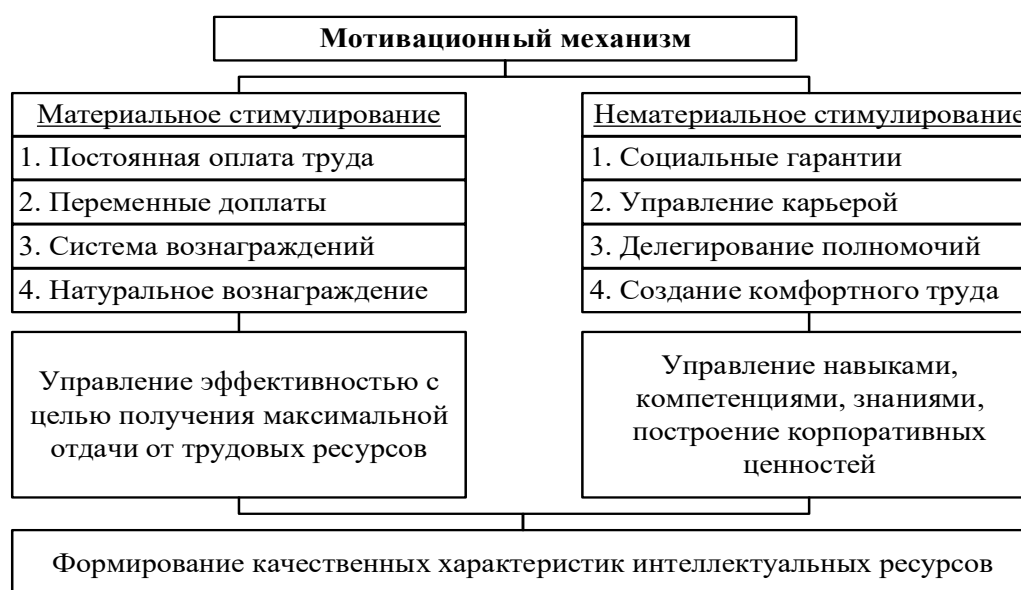 Мотивационный механизм
Материальное стимулирование
1. Постоянная оплата труда
2. Переменные доплаты
3. Система вознаграждений
4. Натуральное вознаграждение
Управление эффективностью с
целью получения максимальной
отдачи от трудовых ресурсов
Нематериальное стимулирование
1. Социальные гарантии
2. Управление карьерой
3. Делегирование полномочий
4. Создание комфортного труда
Управление навыками,
компетенциями, знаниями,
построение корпоративных
ценностей
Формирование качественных характеристик интеллектуальных ресурсов